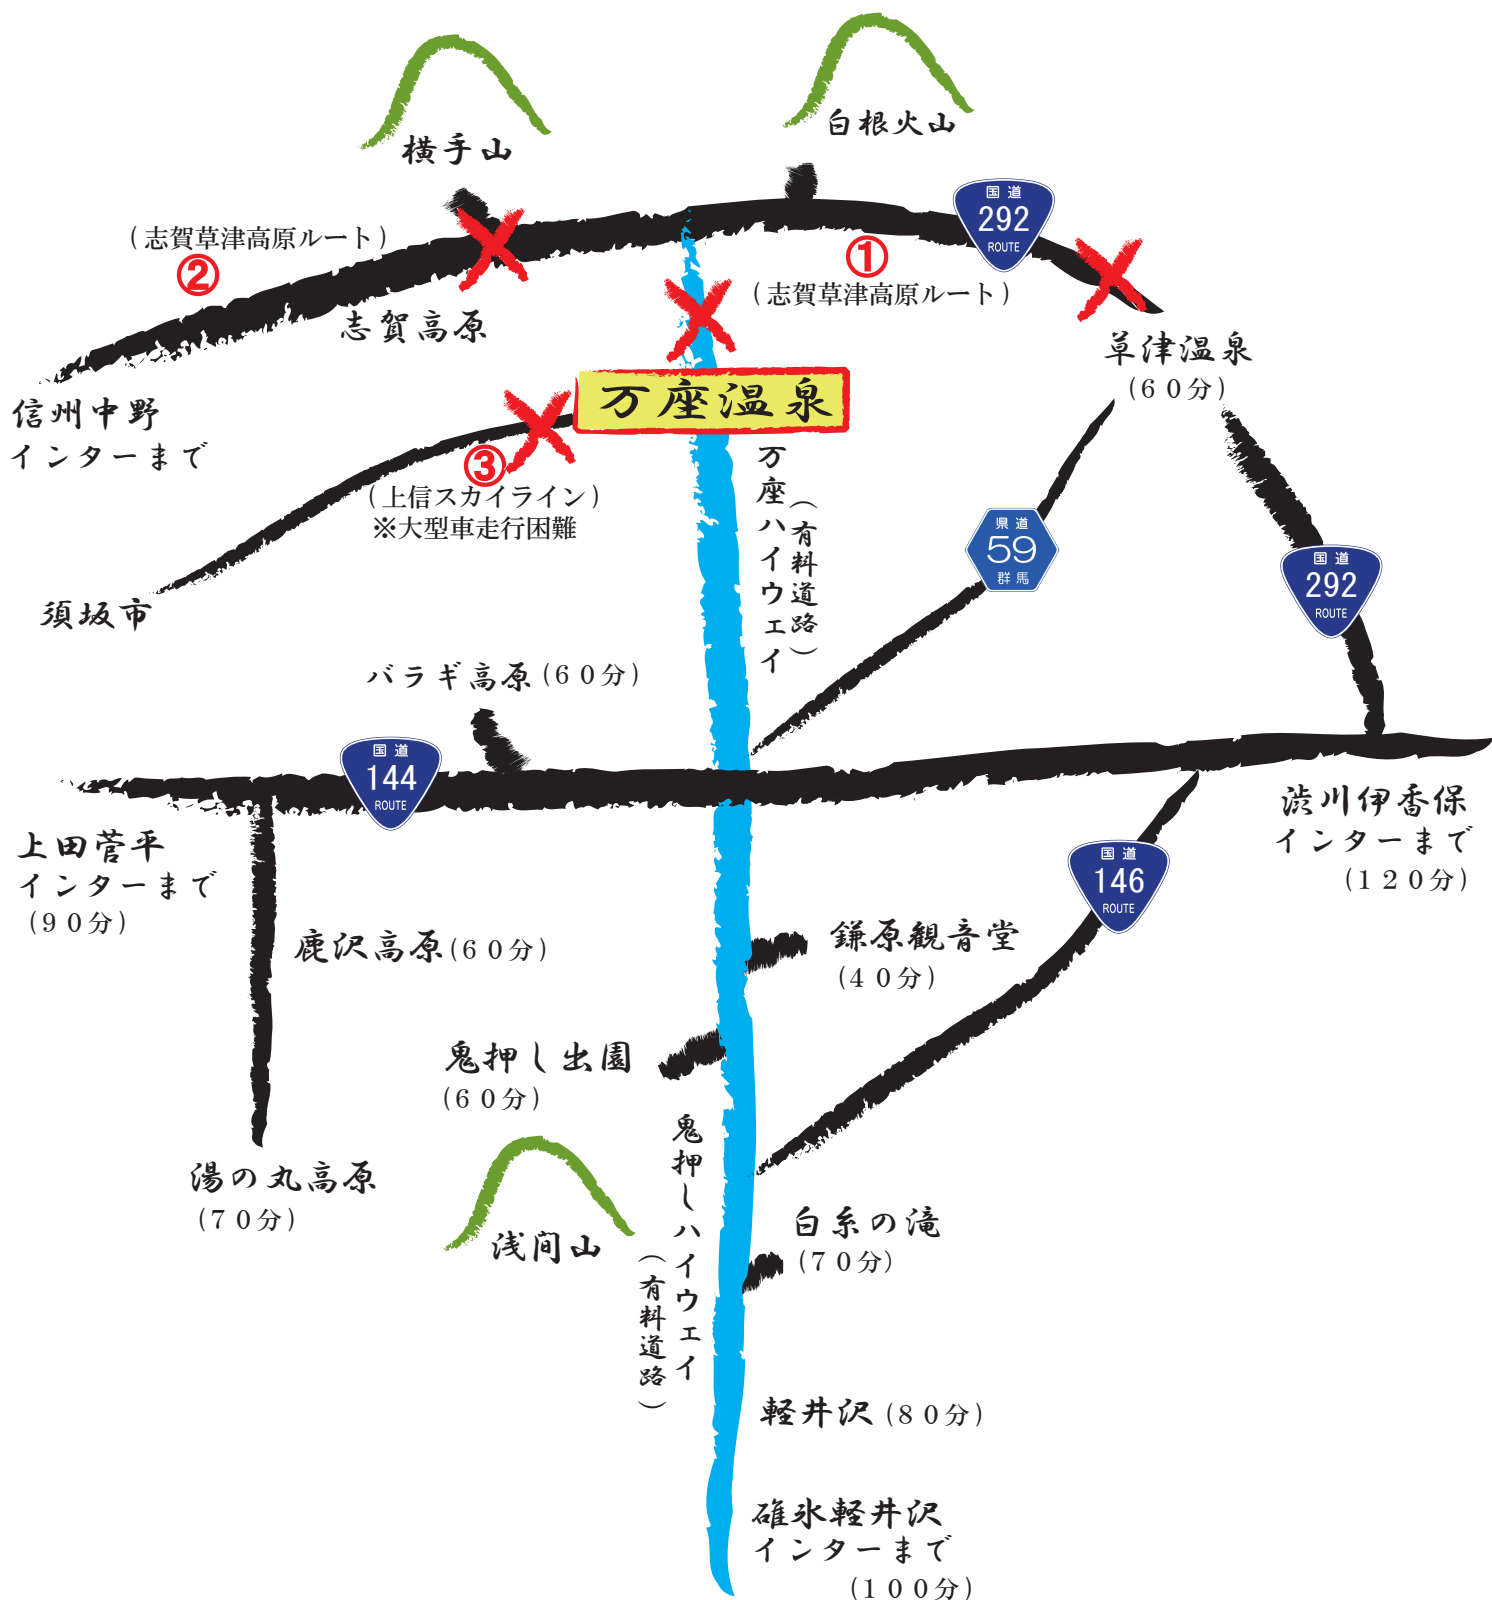 横手山
白根火山
国道
292
ROUTE
(志賀草津高原ルート)
②
①
(志賀草津高原ルート)
志賀高原
草津温泉
(60分)
信州中野
インターまで
万座温泉
③
(上信スカイライン)
※大型車走行困難
万座ハイウェイ
(有料道路)
県道
59
群馬
国道
292
ROUTE
須坂市
バラギ高原(60分)
国道
144
ROUTE
上田菅平
インターまで
(90分)
渋川伊香保
インターまで
(120分)
国道
146
ROUTE
鹿沢高原(60分)
鎌原観音堂
(40分)
鬼押し出園
(60分)
鬼押しハイウェイ
(有料道路)
湯の丸高原
(70分)
浅間山
白糸の滝
(70分)
軽井沢(80分)
碓氷軽井沢
インターまで
(100分)